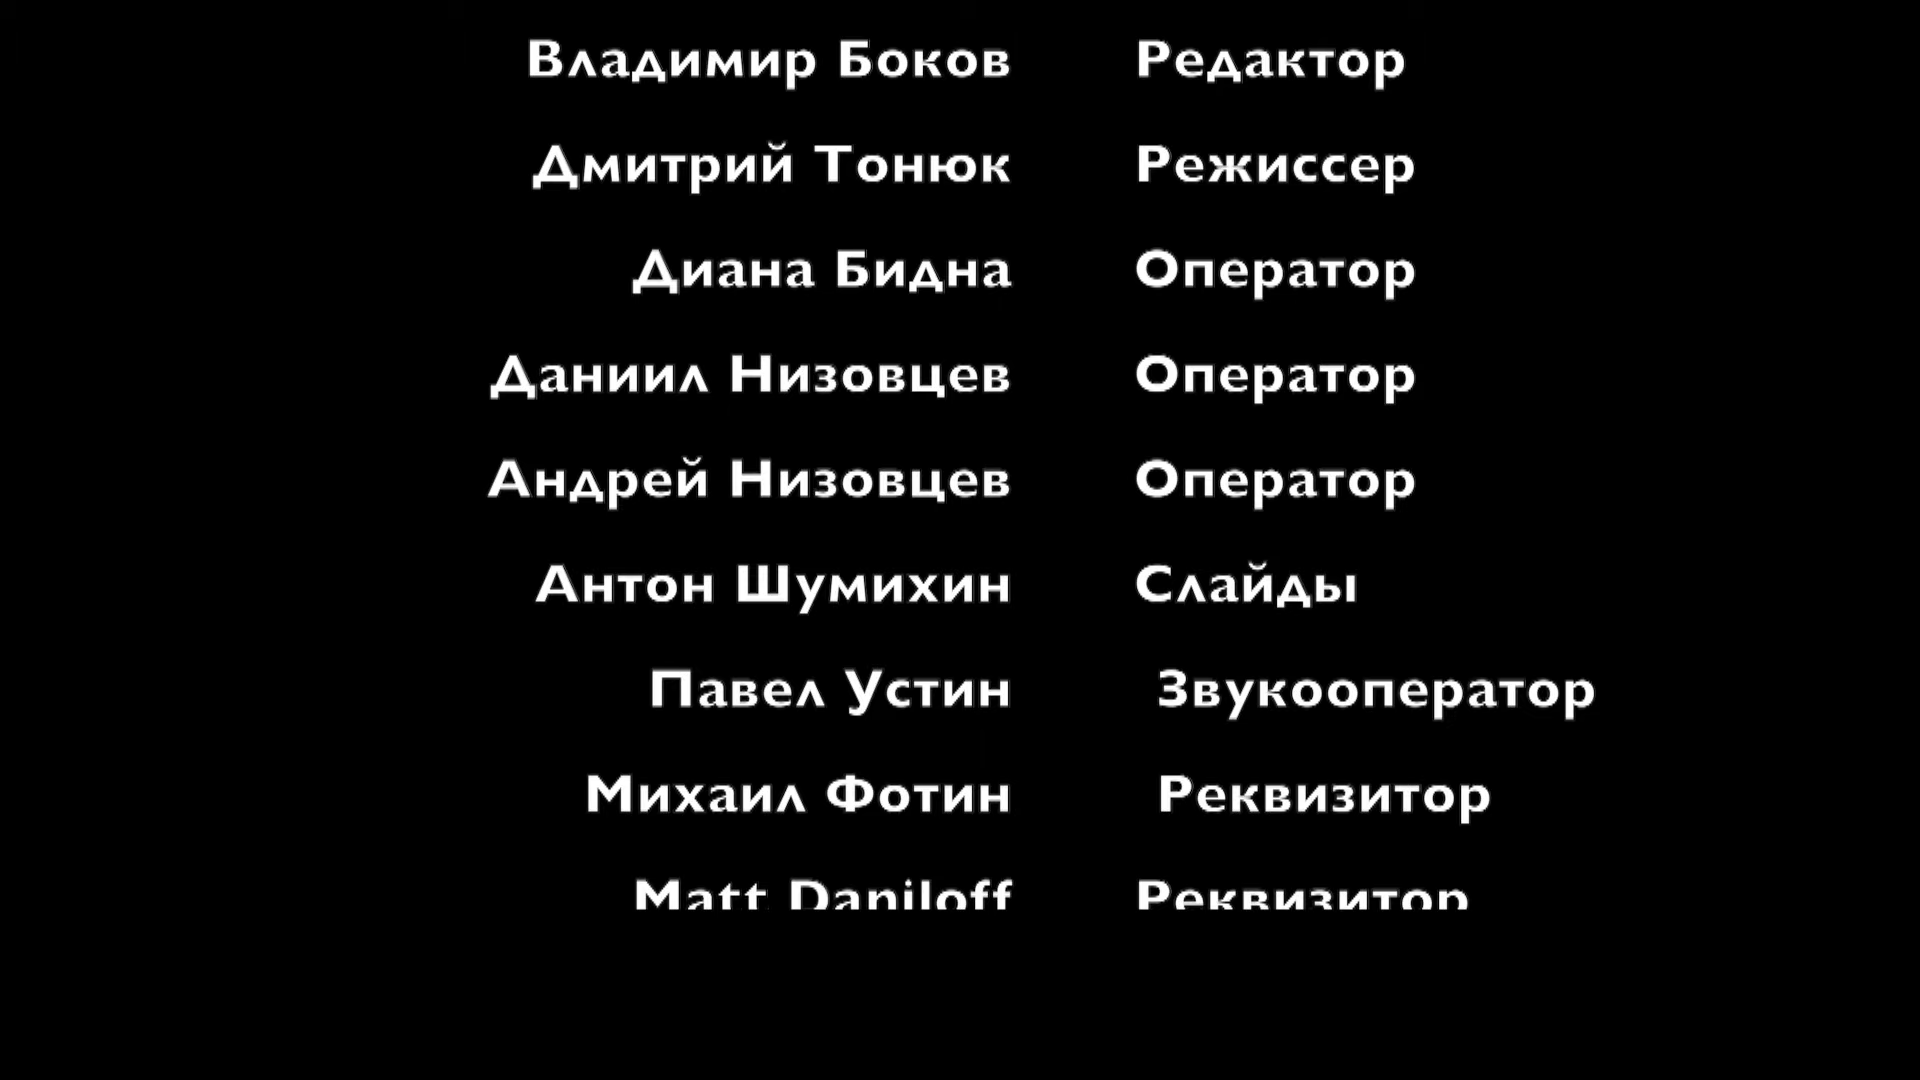 Владимир Боков Редактор
Дмитрий Тонюк Режиссер
Диана Бидна Оператор
Даниил Низовцев Оператор
Андрей Низовцев Оператор
Антон Шумихин Слайды
Павел Устин Звукооператор
Михаил Фотин Реквизитор
Matt Daniloff Реквизитор